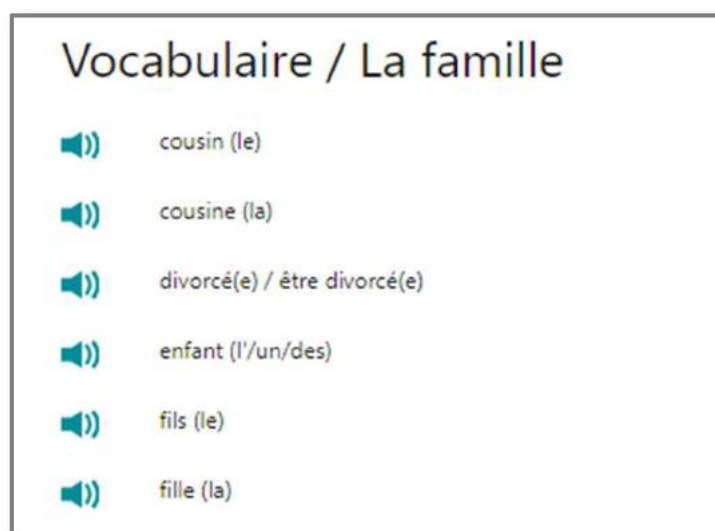 Vocabulaire / La famille
cousin (le)
cousine (la)
divorcé(e) / être divorcé(e)
enfant (l'/un/des)
fils (le)
fille (la)